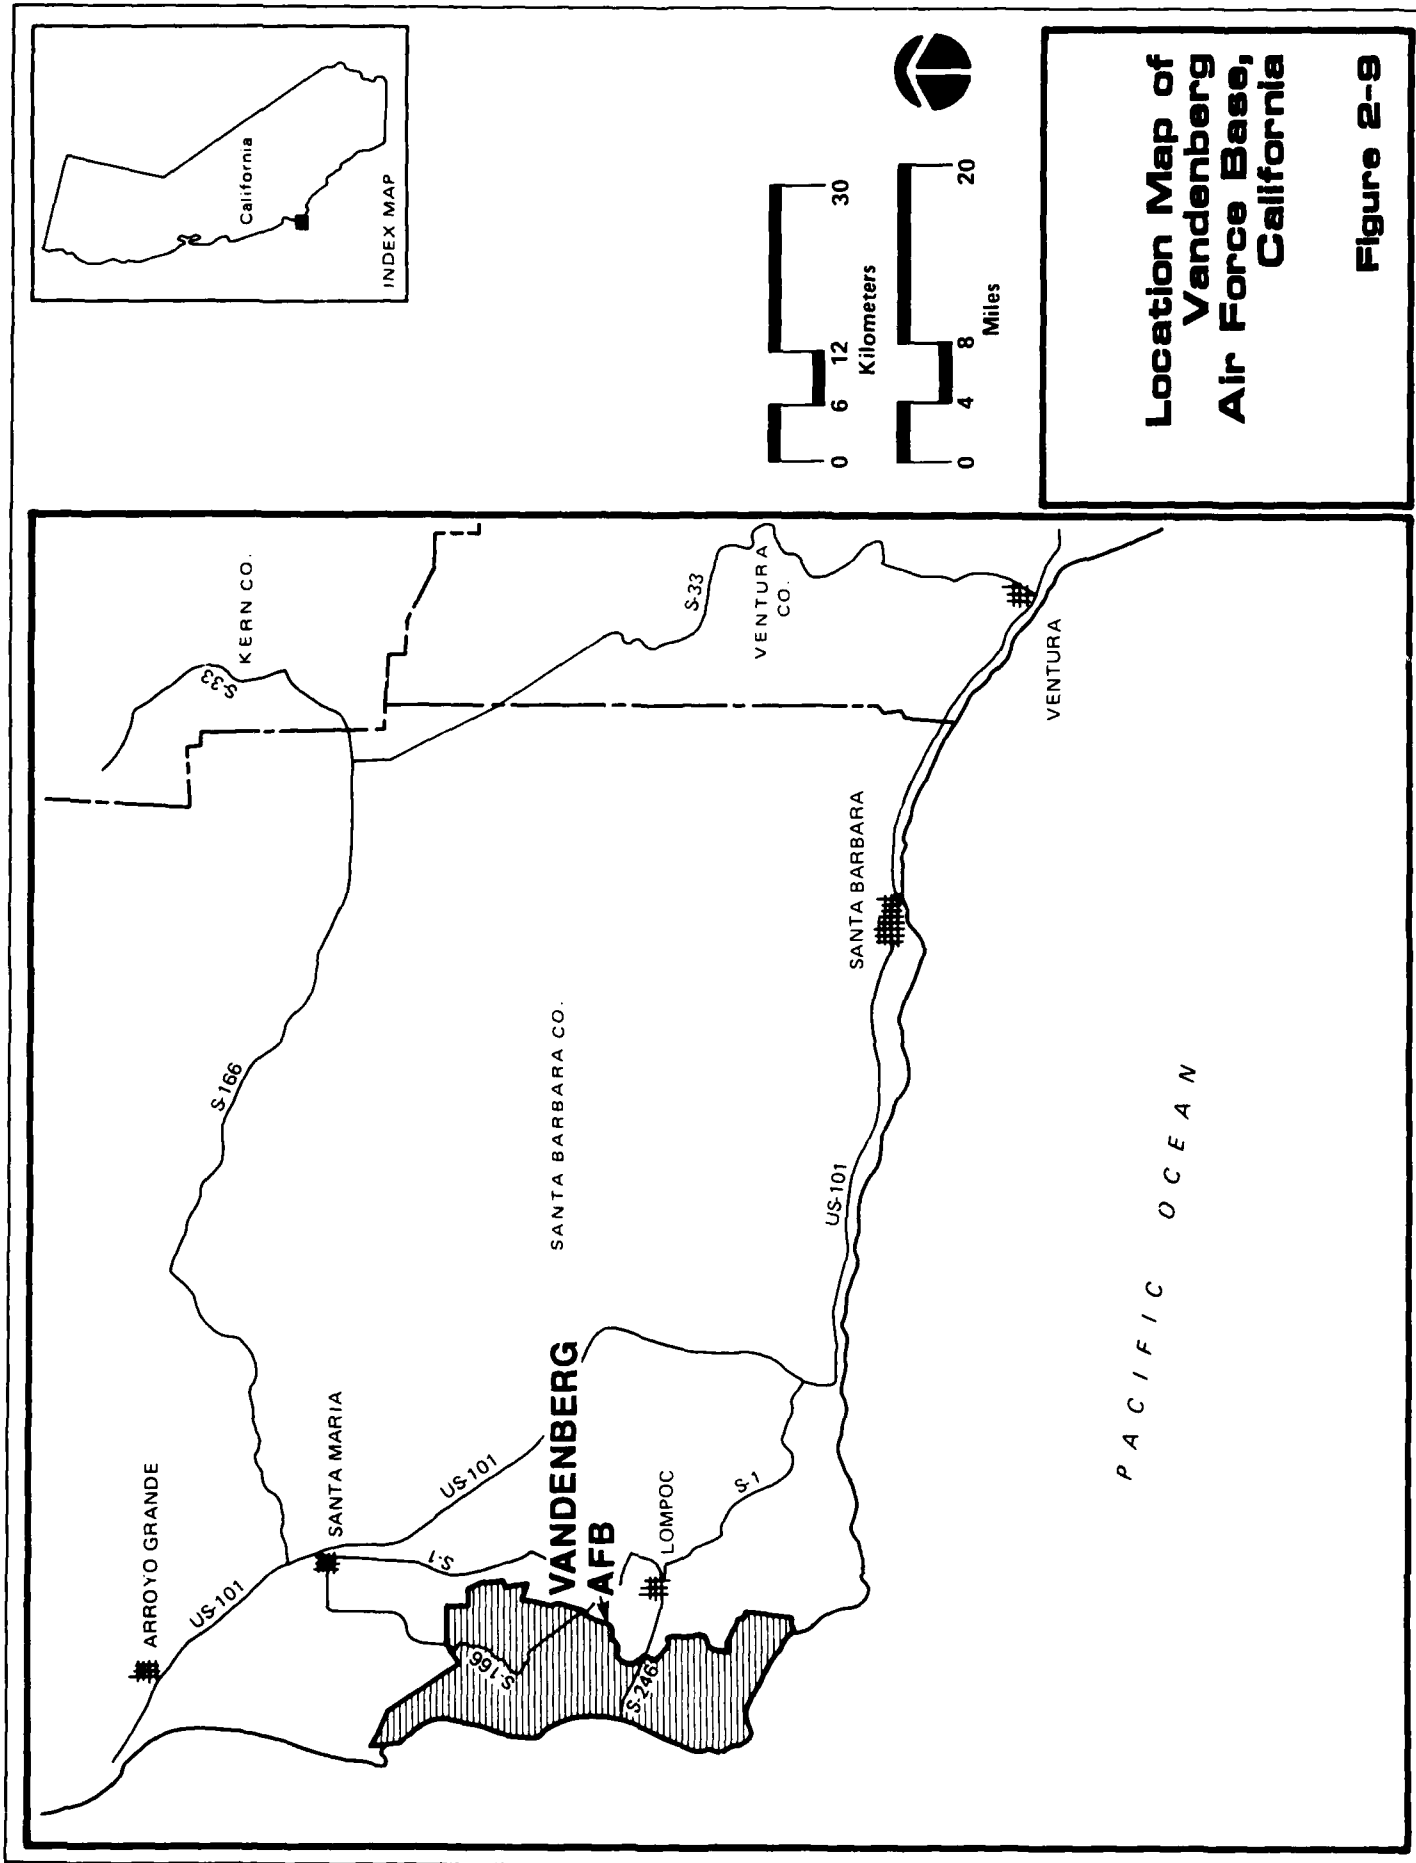 ARROYO GRANDE
US-101
SANTA MARIA
S-166
S-33
KERN CO.
US-101
S-1
S-166
VANDENBERG
AFB
SANTA BARBARA CO.
S-33
VENTURA
CO.
S-246
LOMPOC
S-1
US-101
SANTA BARBARA
VENTURA
PACIFIC OCEAN
California
INDEX MAP
0 6 12 30
Kilometers
0 4 8 20
Miles
Location Map of
Vandenberg
Air Force Base,
California
Figure 2-9